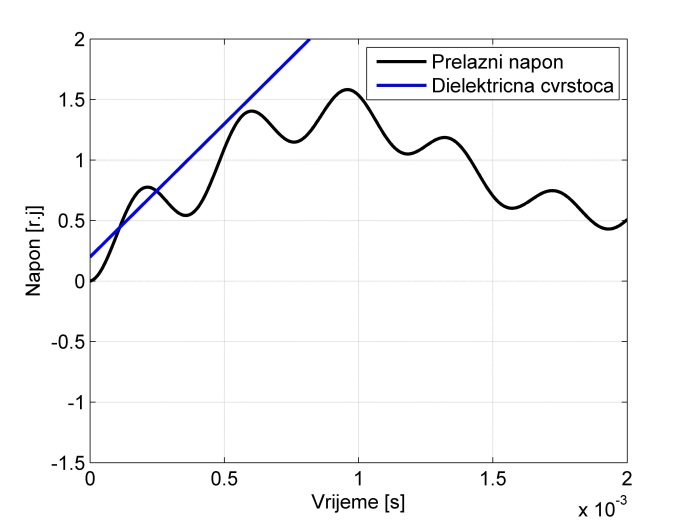 2
1.5
1
0.5
0
-0.5
-1
-1.5
Napon [r.j]
Prelazni napon
Dielektricna cvrstoca
0 0.5 1 1.5 2
Vrijeme [s]
x 10⁻³